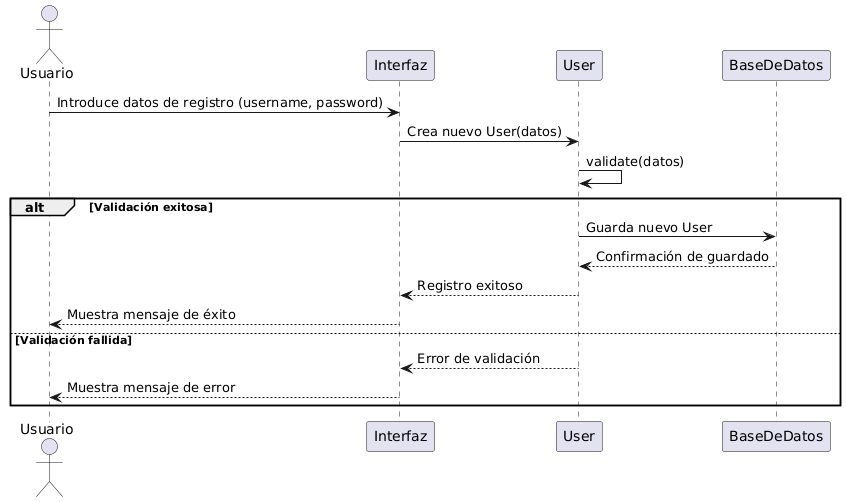 Usuario
Interfaz
User
BaseDeDatos
Introduce datos de registro (username, password)
Crea nuevo User(datos)
validate(datos)
alt
[Validación exitosa]
Guarda nuevo User
Confirmación de guardado
Registro exitoso
Muestra mensaje de éxito
[Validación fallida]
Error de validación
Muestra mensaje de error
Usuario
Interfaz
User
BaseDeDatos